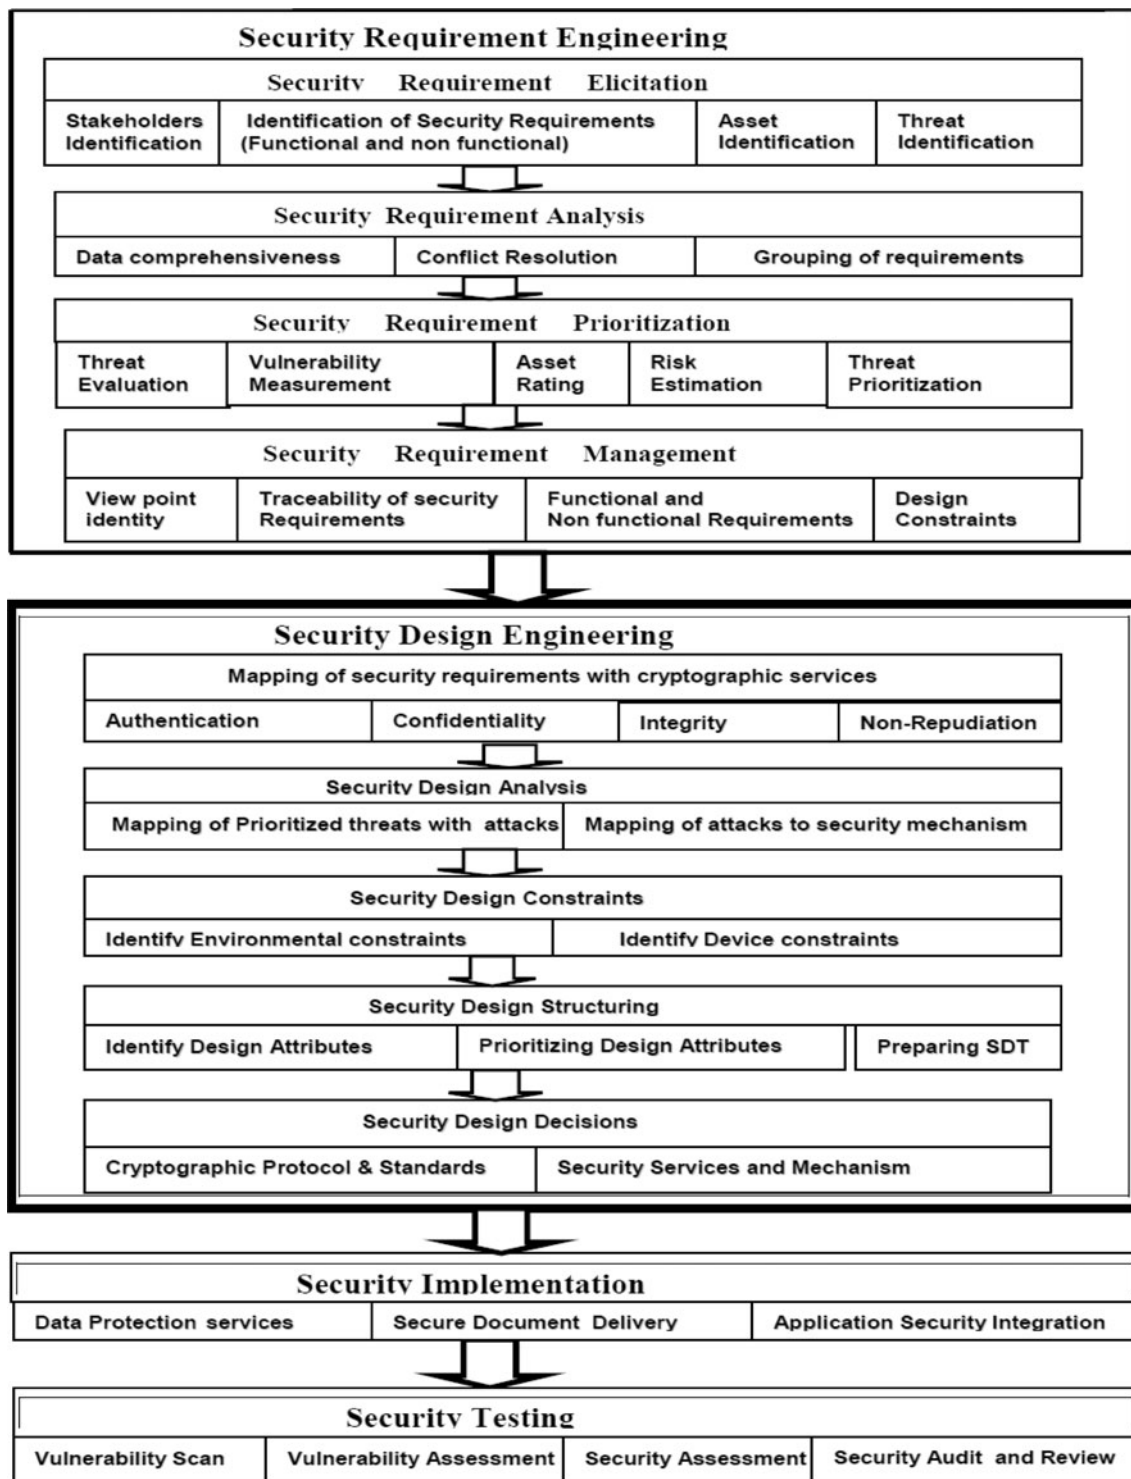 Security Requirement Engineering
Security Requirement Elicitation
Stakeholders Identification
Identification of Security Requirements
(Functional and non functional)
Asset Identification
Threat Identification
Security Requirement Analysis
Data comprehensiveness
Conflict Resolution
Grouping of requirements
Security Requirement Prioritization
Threat Evaluation
Vulnerability Measurement
Asset Rating
Risk Estimation
Threat Prioritization
Security Requirement Management
View point identity
Traceability of security Requirements
Functional and Non functional Requirements
Design Constraints
Security Design Engineering
Mapping of security requirements with cryptographic services
Authentication
Confidentiality
Integrity
Non-Repudiation
Security Design Analysis
Mapping of Prioritized threats with attacks
Mapping of attacks to security mechanism
Security Design Constraints
Identify Environmental constraints
Identify Device constraints
Security Design Structuring
Identify Design Attributes
Prioritizing Design Attributes
Preparing SDT
Security Design Decisions
Cryptographic Protocol & Standards
Security Services and Mechanism
Security Implementation
Data Protection services
Secure Document Delivery
Application Security Integration
Security Testing
Vulnerability Scan
Vulnerability Assessment
Security Assessment
Security Audit and Review